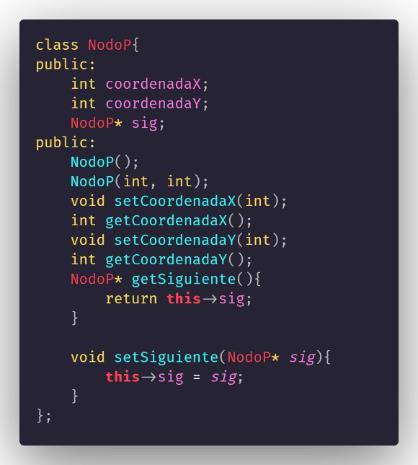 class NodoP{
public:
    int coordenadaX;
    int coordenadaY;
    NodoP* sig;
public:
    NodoP();
    NodoP(int, int);
    void setCoordenadaX(int);
    int getCoordenadaX();
    void setCoordenadaY(int);
    int getCoordenadaY();
    NodoP* getSiguiente(){
        return this->sig;
    }

    void setSiguiente(NodoP* sig){
        this->sig = sig;
    }
};